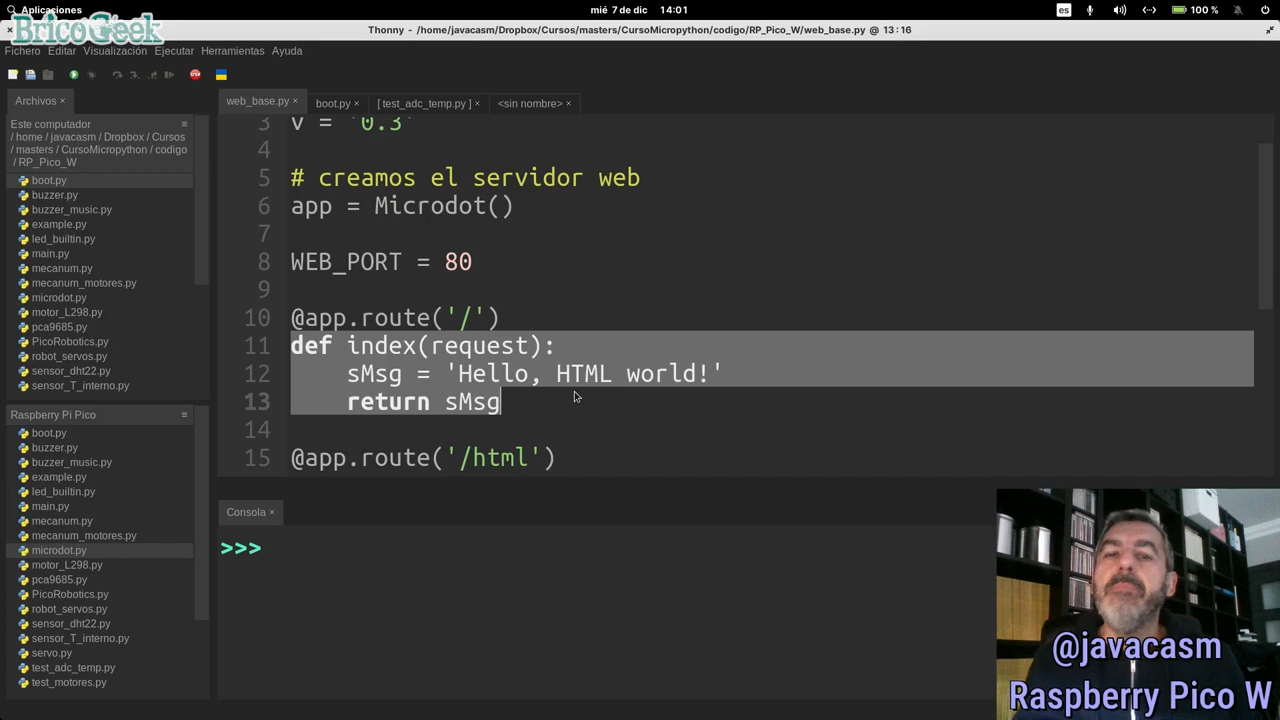 Aplicaciones
mié 7 de dic 14:01
es
100 %
BricoGeek
Thonny - /home/javacasm/Dropbox/Cursos/masters/CursoMicropython/codigo/RP_Pico_W/web_base.py @ 13:16
Fichero Editar Visualización Ejecutar Herramientas Ayuda
Archivos ×
web_base.py × boot.py × [ test_adc_temp.py ] × <sin nombre> ×
Este computador
/ home / javacasm / Dropbox / Cursos
/ masters / CursoMicropython / codigo
/ RP_Pico_W
boot.py
buzzer.py
buzzer_music.py
example.py
led_builtin.py
main.py
mecanum.py
mecanum_motores.py
microdot.py
motor_L298.py
pca9685.py
PicoRobotics.py
robot_servos.py
sensor_dht22.py
sensor_T_interno.py
Raspberry Pi Pico
boot.py
buzzer.py
buzzer_music.py
example.py
led_builtin.py
main.py
mecanum.py
mecanum_motores.py
microdot.py
motor_L298.py
pca9685.py
PicoRobotics.py
robot_servos.py
sensor_dht22.py
sensor_T_interno.py
servo.py
test_adc_temp.py
test_motores.py
3 v = '0.3'
4
5 # creamos el servidor web
6 app = Microdot()
7
8 WEB_PORT = 80
9
10 @app.route('/')
11 def index(request):
12 sMsg = 'Hello, HTML world!'
13 return sMsg
14
15 @app.route('/html')
Consola ×
>>>
@javacasm
Raspberry Pico W